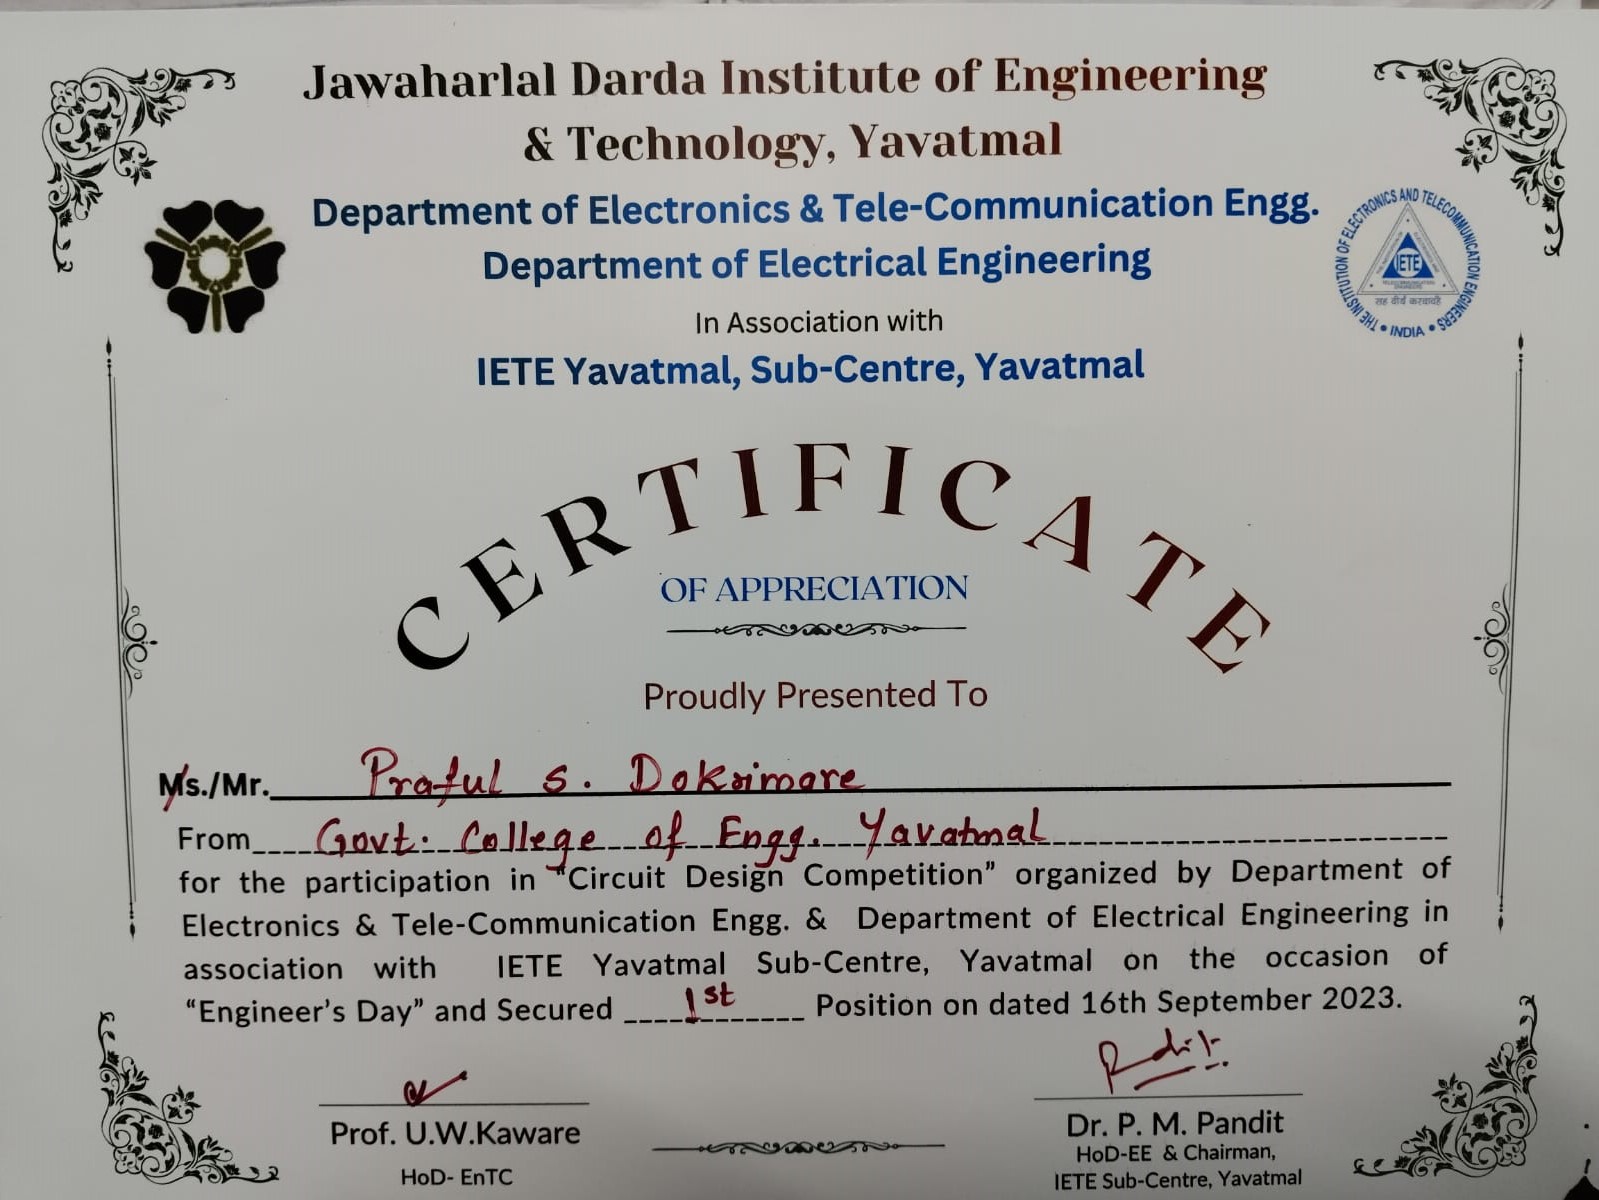 Jawaharlal Darda Institute of Engineering
& Technology, Yavatmal
Department of Electronics & Tele-Communication Engg.
Department of Electrical Engineering
In Association with
IETE Yavatmal, Sub-Centre, Yavatmal
THE INSTITUTION OF ELECTRONICS AND TELECOMMUNICATION ENGINEERS
IETE
सह वीर्यं करवावहै
• INDIA •
CERTIFICATE
OF APPRECIATION
Proudly Presented To
Ms./Mr. Praful S. Doksimare
From Govt. College of Engg. Yavatmal
for the participation in "Circuit Design Competition" organized by Department of
Electronics & Tele-Communication Engg. & Department of Electrical Engineering in
association with IETE Yavatmal Sub-Centre, Yavatmal on the occasion of
"Engineer's Day" and Secured 1st Position on dated 16th September 2023.
Prof. U.W.Kaware
HoD- EnTC
Dr. P. M. Pandit
HoD-EE & Chairman,
IETE Sub-Centre, Yavatmal